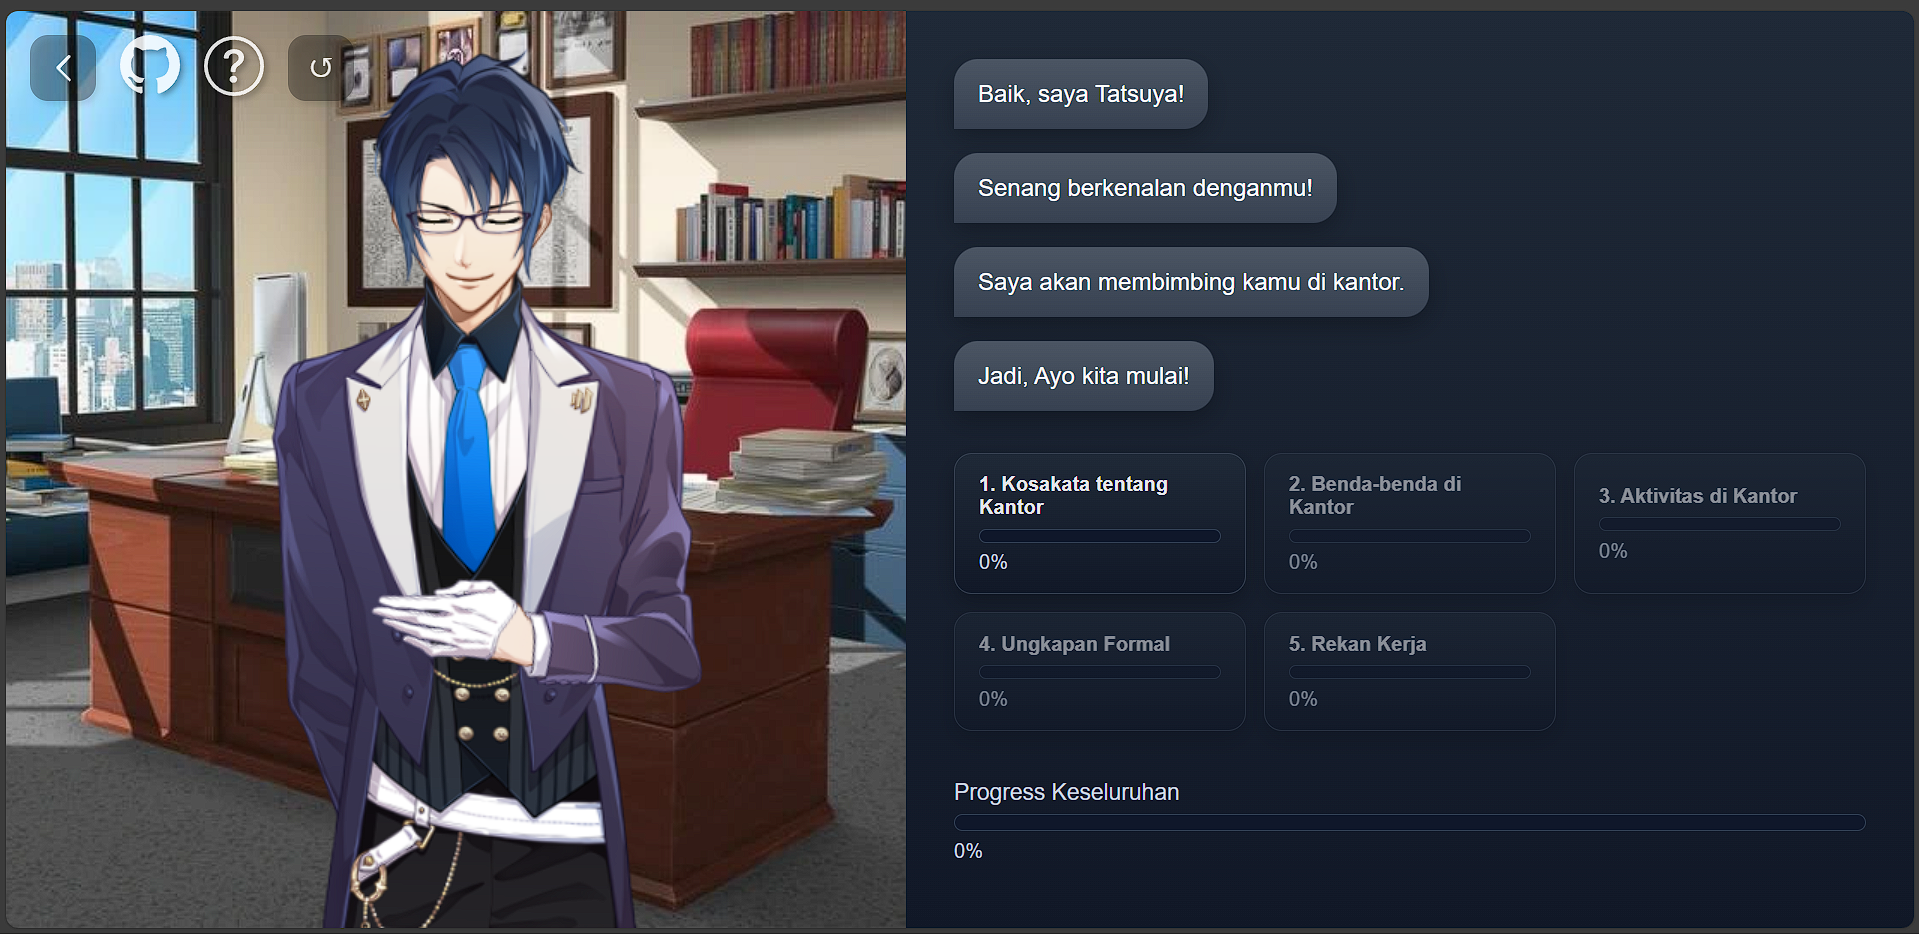 Baik, saya Tatsuya!
Senang berkenalan denganmu!
Saya akan membimbing kamu di kantor.
Jadi, Ayo kita mulai!
1. Kosakata tentang
Kantor
0%
2. Benda-benda di
Kantor
0%
3. Aktivitas di Kantor
0%
4. Ungkapan Formal
0%
5. Rekan Kerja
0%
Progress Keseluruhan
0%